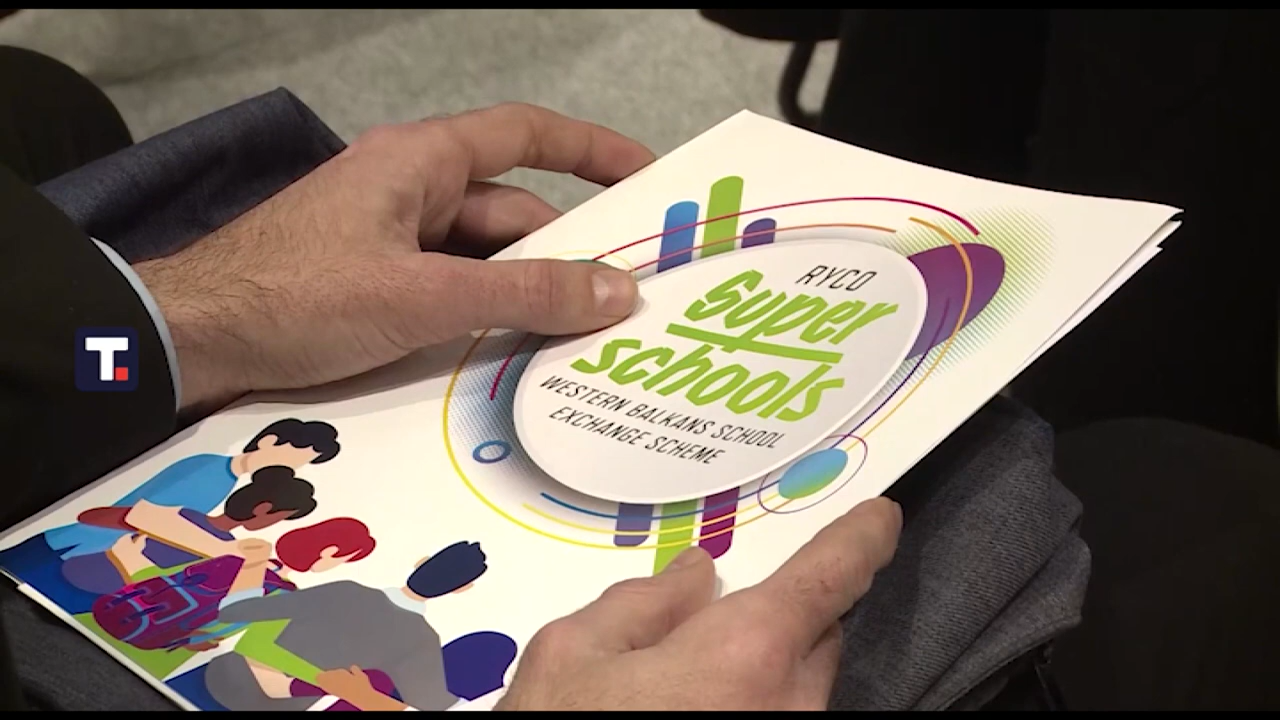 T.
RYCO
Super
schools
WESTERN BALKANS SCHOOL
EXCHANGE SCHEME